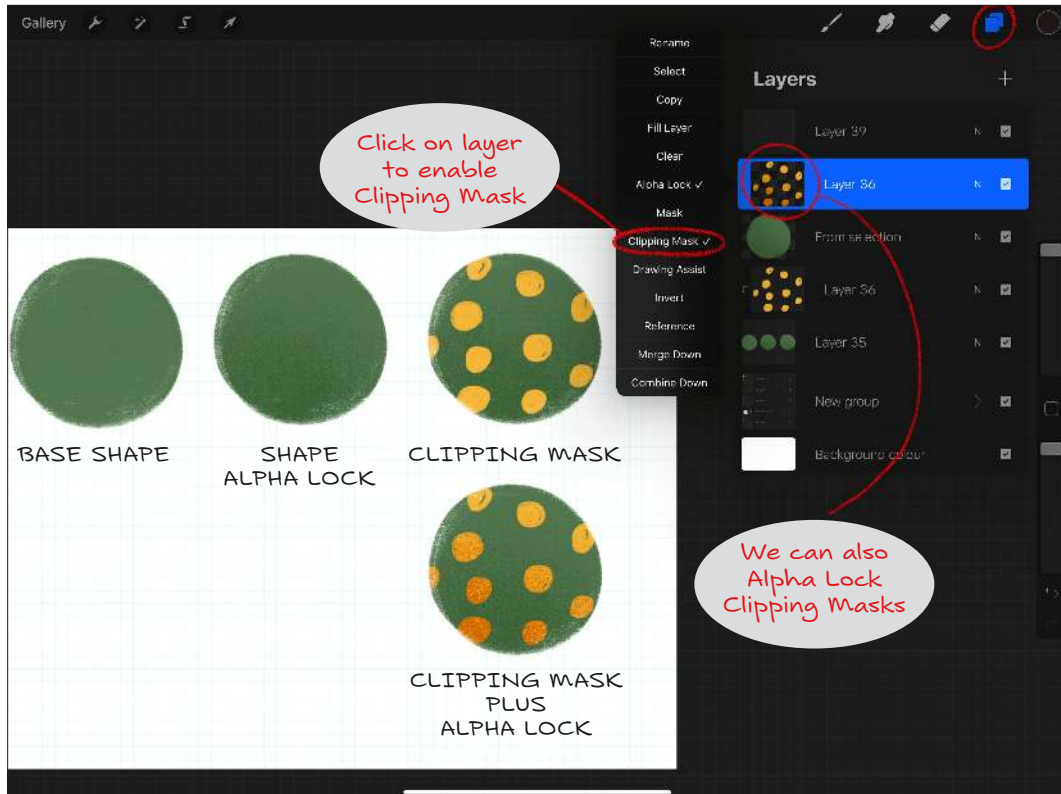 Gallery
Rename
Select
Copy
Fill Layer
Clear
Alpha Lock ✓
Mask
Clipping Mask ✓
Drawing Assist
Invert
Reference
Merge Down
Combine Down
Layers
Layer 39 N
Layer 36 N
From selection N
Layer 36 N
Layer 35 N
New group
Background colour
Click on layer
to enable
Clipping Mask
BASE SHAPE
SHAPE
ALPHA LOCK
CLIPPING MASK
CLIPPING MASK
PLUS
ALPHA LOCK
We can also
Alpha Lock
Clipping Masks